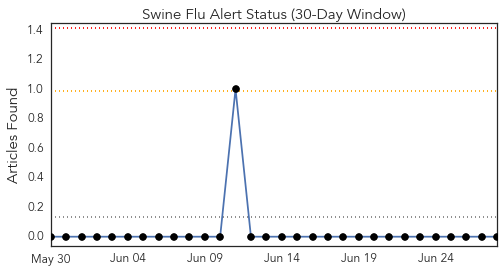 Swine Flu Alert Status (30-Day Window)
Articles Found
1.4
1.2
1.0
0.8
0.6
0.4
0.2
0.0
May 30
Jun 04
Jun 09
Jun 14
Jun 19
Jun 24